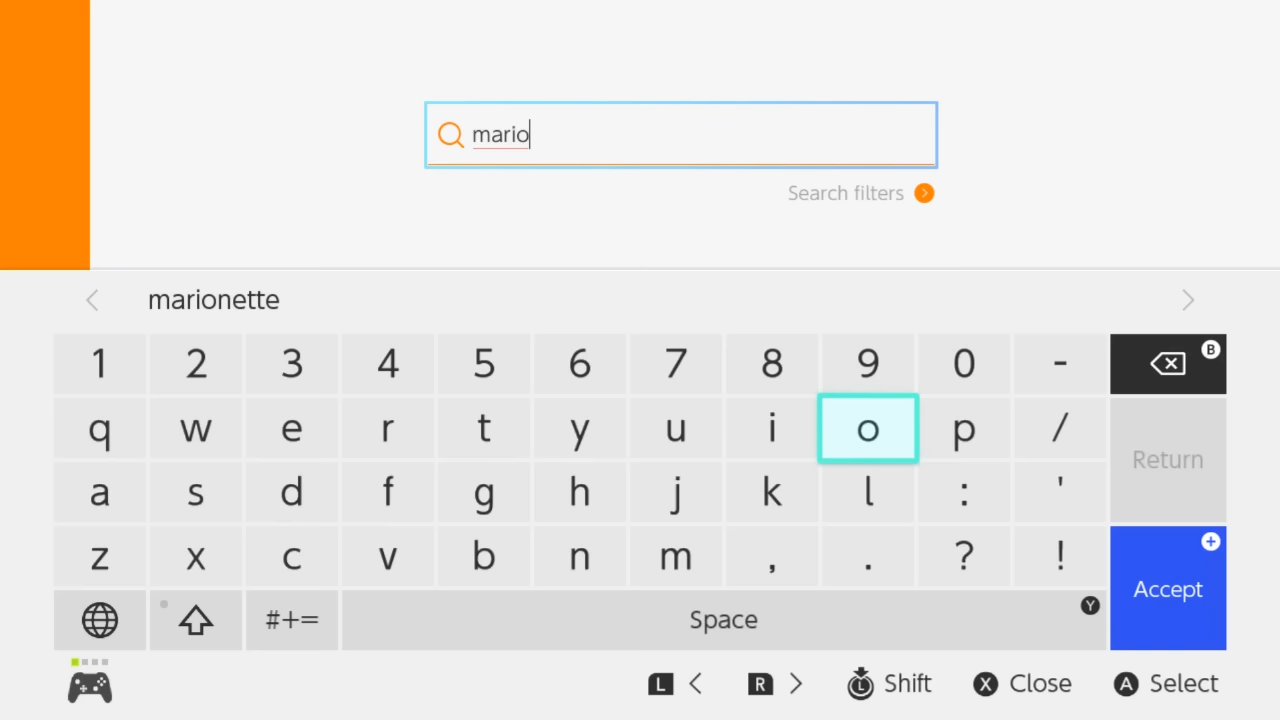 mario
Search filters
marionette
1 2 3 4 5 6 7 8 9 0 - B
q w e r t y u i o p /
Return
a s d f g h j k l : '
z x c v b n m , . ? ! +
Accept
#+= Space Y
L < R > L Shift X Close A Select